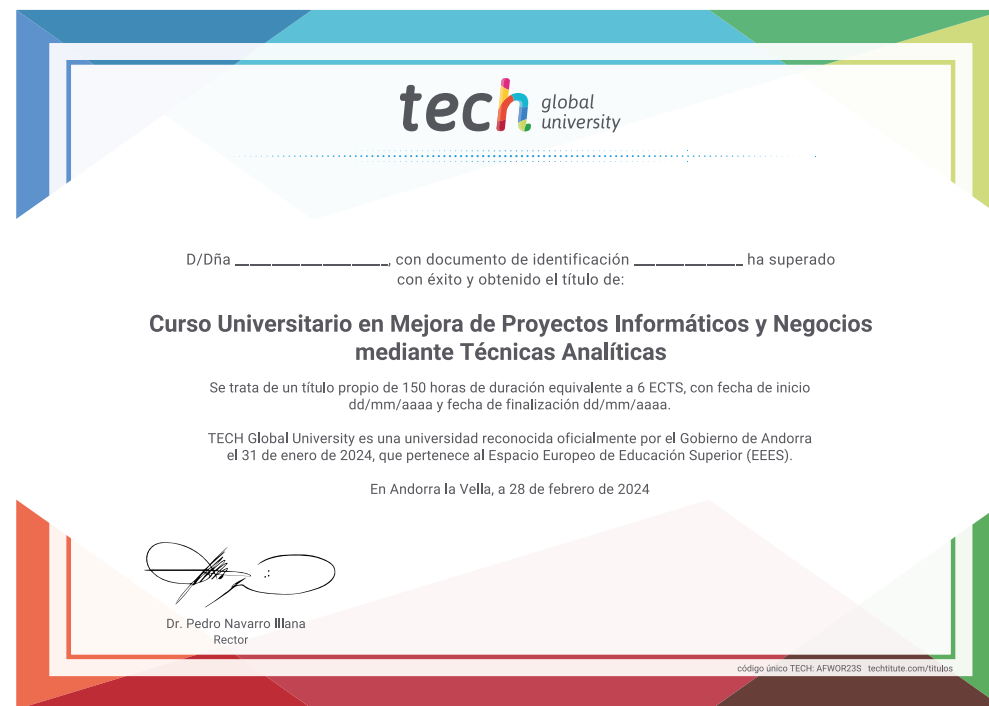 tech global university
D/Dña ______________________, con documento de identificación _______________ ha superado
con éxito y obtenido el título de:
Curso Universitario en Mejora de Proyectos Informáticos y Negocios
mediante Técnicas Analíticas
Se trata de un título propio de 150 horas de duración equivalente a 6 ECTS, con fecha de inicio
dd/mm/aaaa y fecha de finalización dd/mm/aaaa.
TECH Global University es una universidad reconocida oficialmente por el Gobierno de Andorra
el 31 de enero de 2024, que pertenece al Espacio Europeo de Educación Superior (EEES).
En Andorra la Vella, a 28 de febrero de 2024
Dr. Pedro Navarro Illana
Rector
código único TECH: AFWOR23S techtitute.com/titulos